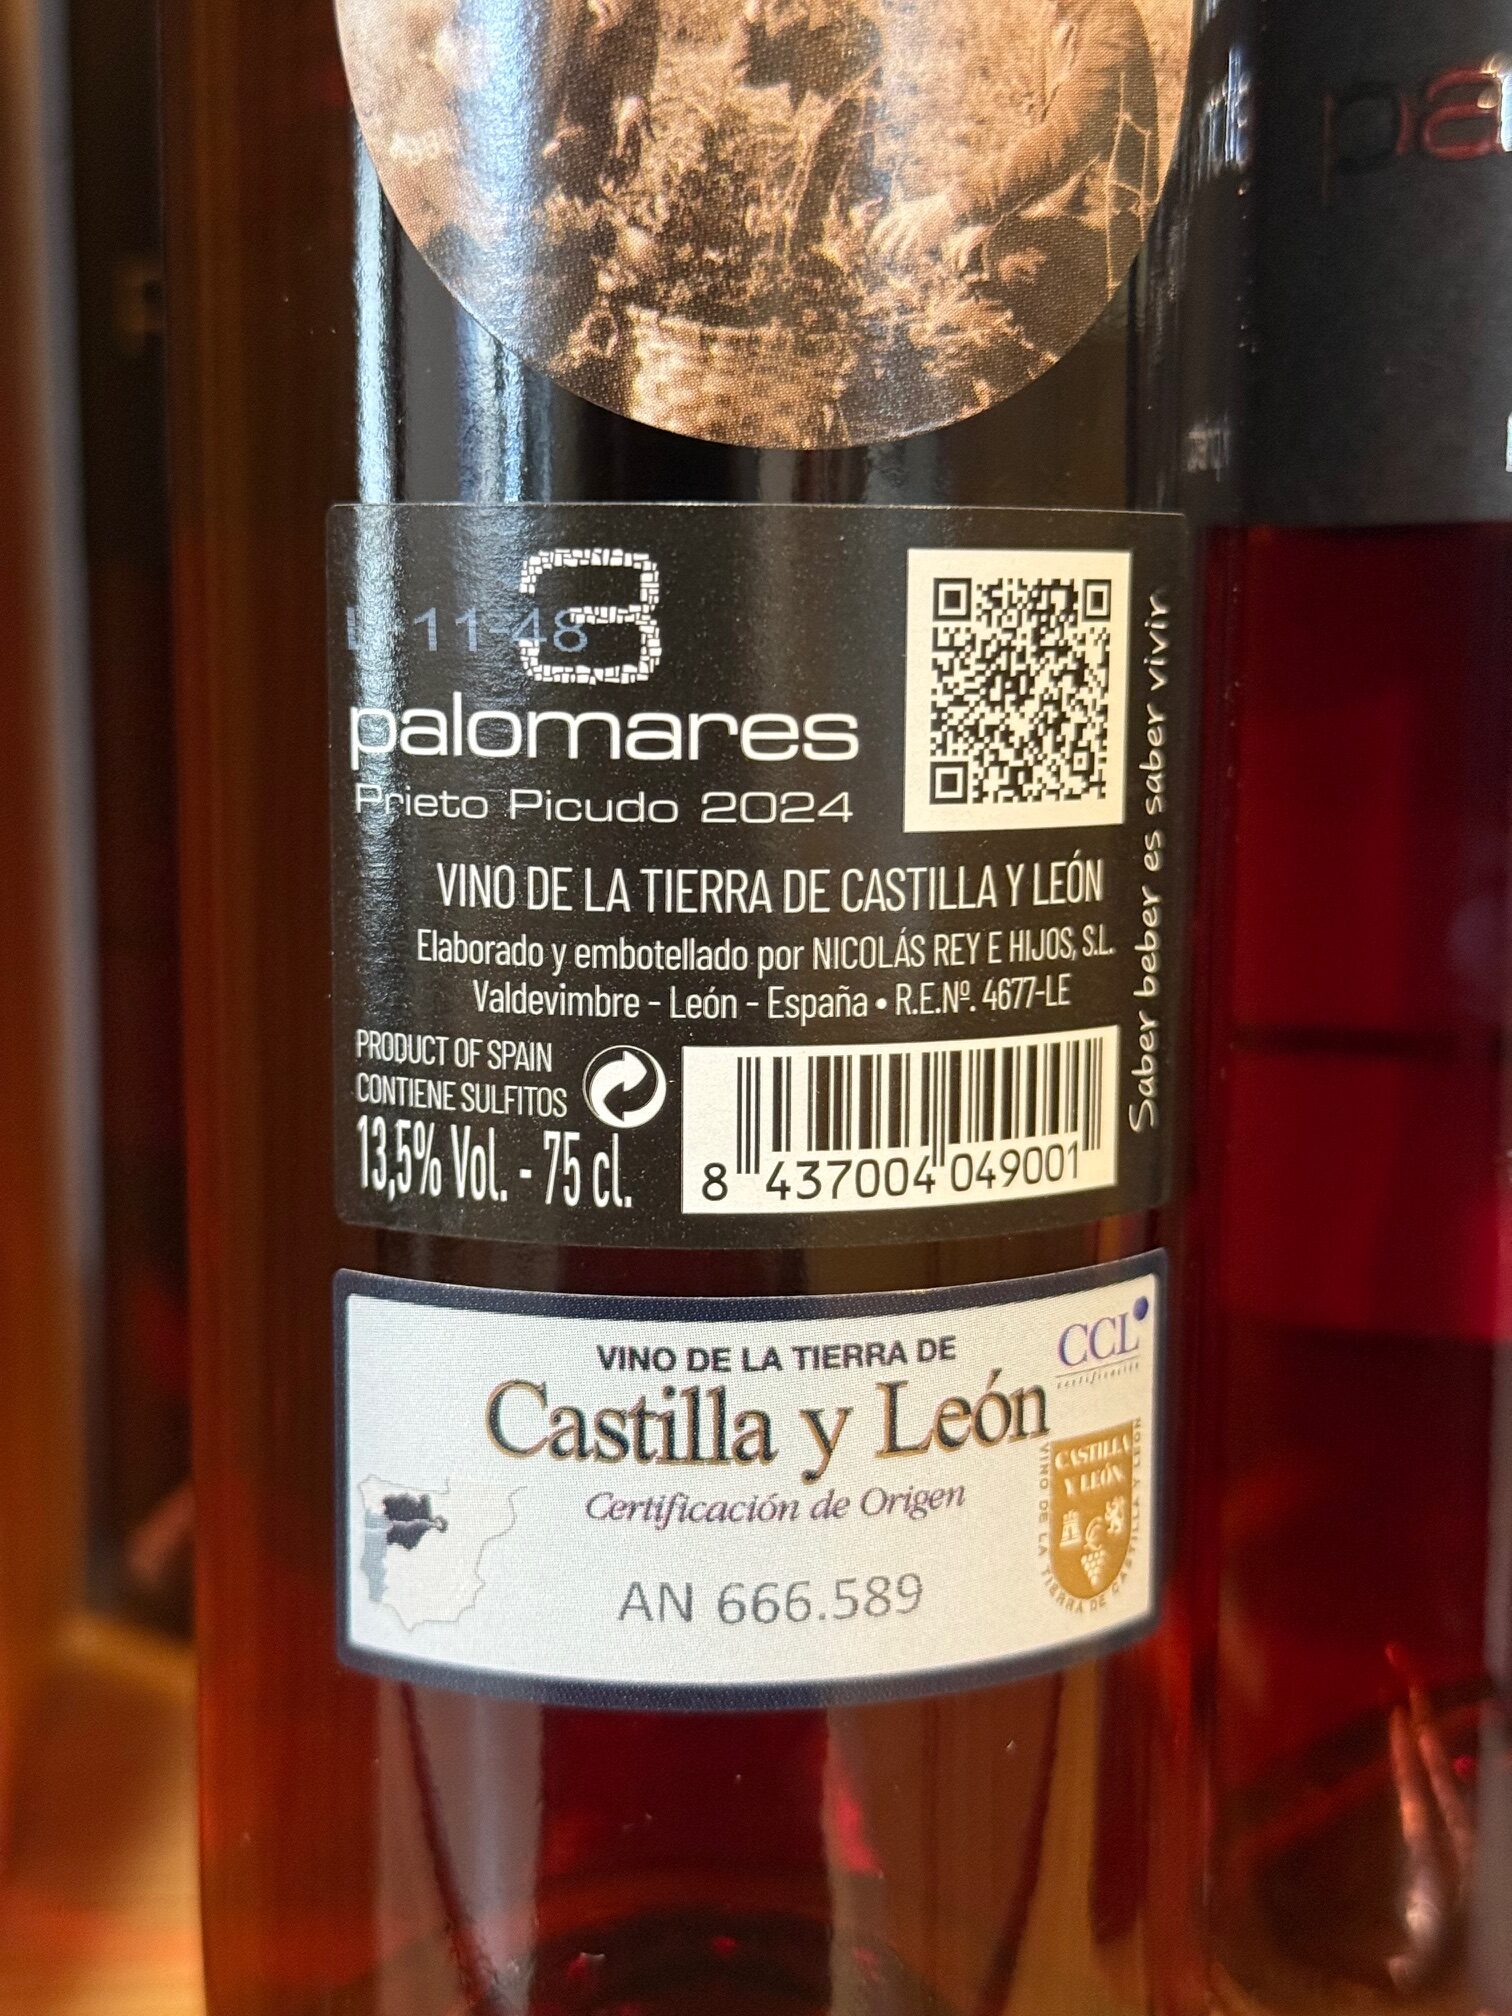 3
L-11-48
palomares
Prieto Picudo 2024
VINO DE LA TIERRA DE CASTILLA Y LEÓN
Elaborado y embotellado por NICOLÁS REY E HIJOS, S.L.
Valdevimbre - León - España • R.E.Nº. 4677-LE
PRODUCT OF SPAIN
CONTIENE SULFITOS
13,5% Vol. - 75 cl.
8 437004 049001
Saber beber es saber vivir
VINO DE LA TIERRA DE
Castilla y León
Certificación de Origen
AN 666.589
CCL
certificación
CASTILLA
Y LEÓN
VINO DE LA TIERRA DE CASTILLA Y LEÓN
pa